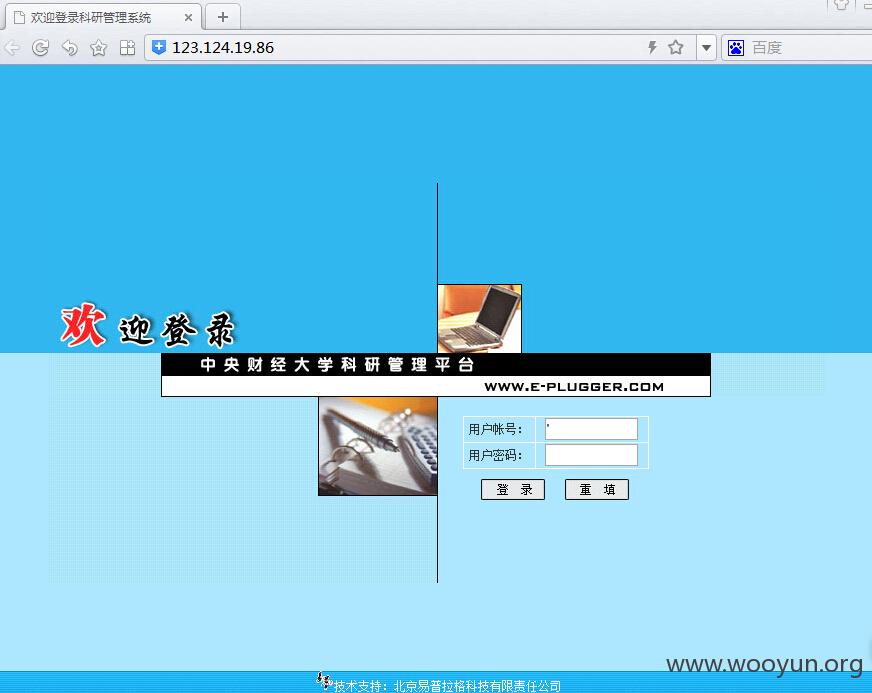 欢迎登录科研管理系统
123.124.19.86
百度
欢迎登录
中央财经大学科研管理平台
WWW.E-PLUGGER.COM
用户帐号： '
用户密码：
登 录 重 填
www.wooyun.org
技术支持：北京易普拉格科技有限责任公司